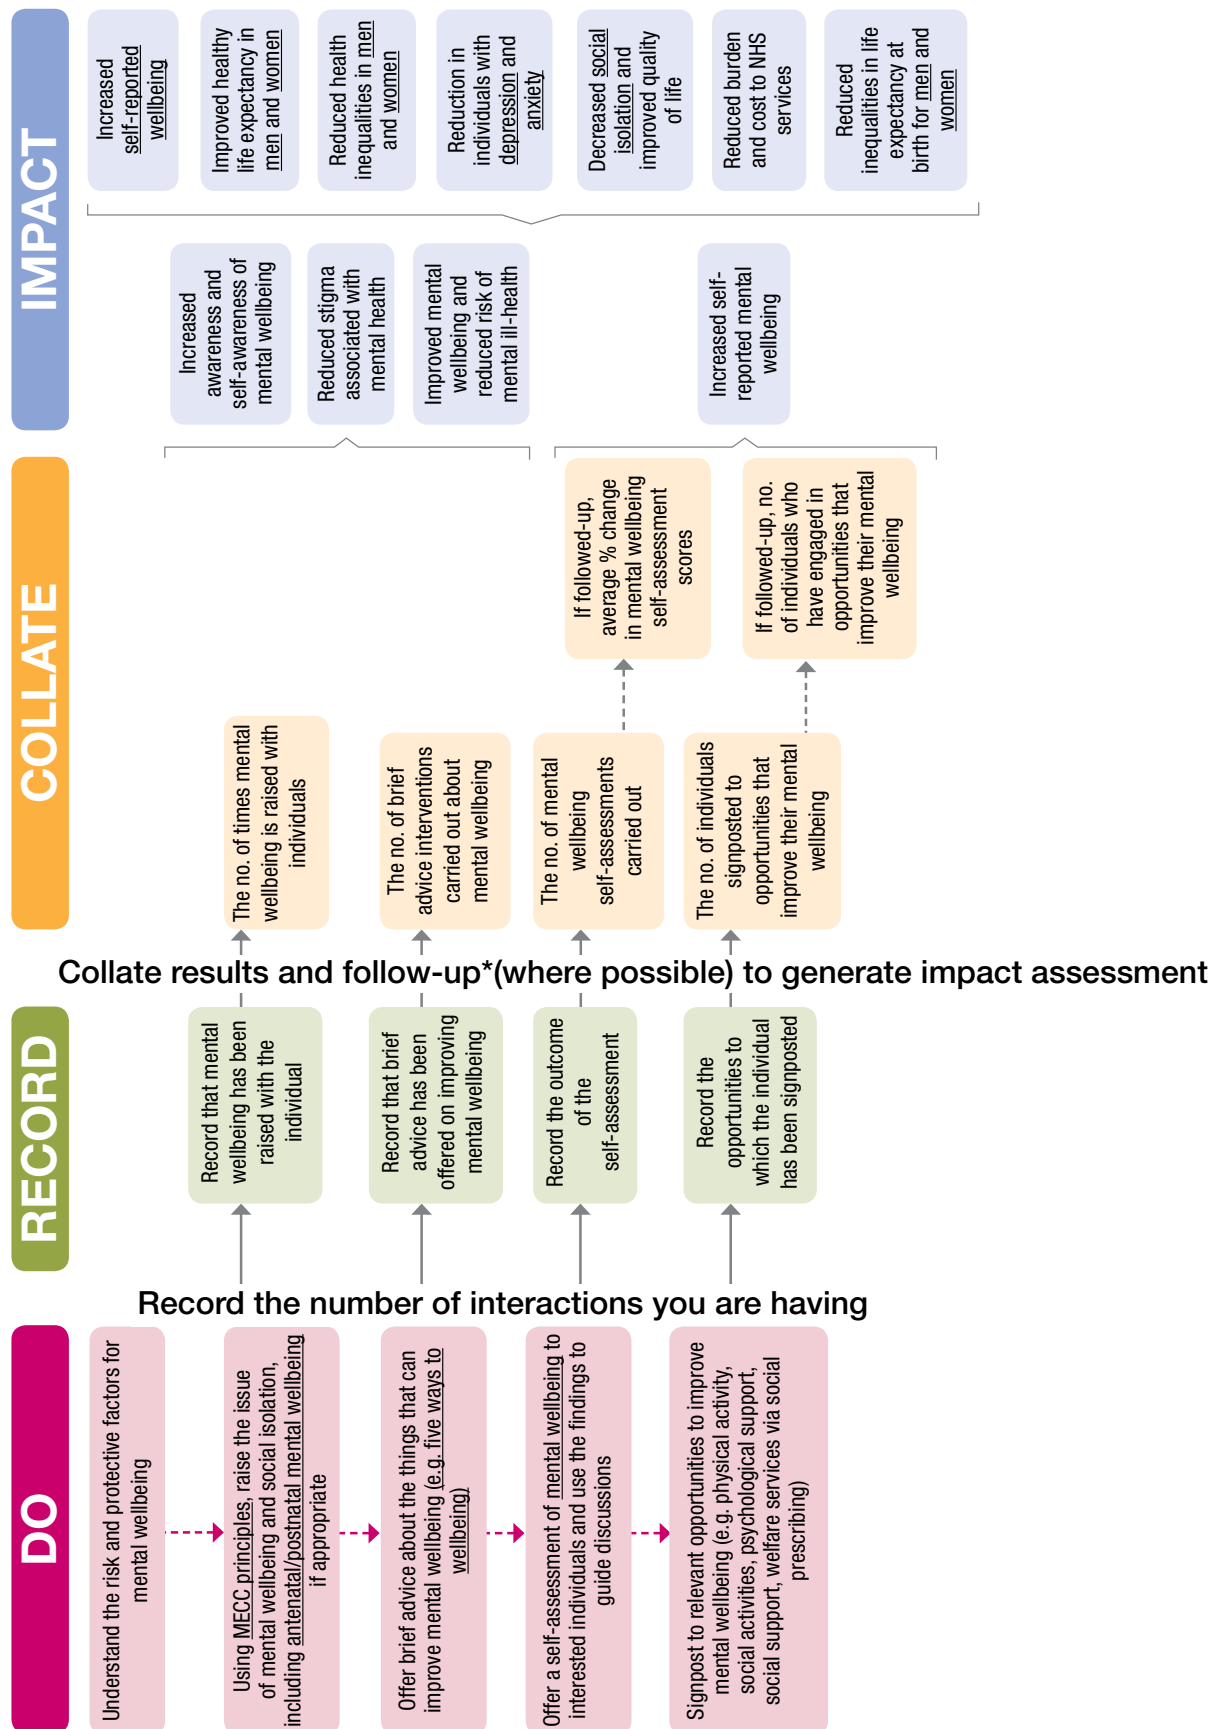 DO
Understand the risk and protective factors for
mental wellbeing
Using MECC principles, raise the issue
of mental wellbeing and social isolation,
including antenatal/postnatal mental wellbeing
if appropriate
Offer brief advice about the things that can
improve mental wellbeing (e.g. five ways to
wellbeing)
Offer a self-assessment of mental wellbeing to
interested individuals and use the findings to
guide discussions
Signpost to relevant opportunities to improve
mental wellbeing (e.g. physical activity,
social activities, psychological support,
social support, welfare services via social
prescribing)
Record the number of interactions you are having
RECORD
Record that mental
wellbeing has been
raised with the
individual
Record that brief
advice has been
offered on improving
mental wellbeing
Record the outcome
of the
self-assessment
Record the
opportunities to
which the individual
has been signposted
Collate results and follow-up*(where possible) to generate impact assessment
COLLATE
The no. of times mental
wellbeing is raised with
individuals
The no. of brief
advice interventions
carried out about
mental wellbeing
The no. of mental
wellbeing
self-assessments
carried out
The no. of individuals
signposted to
opportunities that
improve their mental
wellbeing
If followed-up,
average % change
in mental wellbeing
self-assessment
scores
If followed-up, no.
of individuals who
have engaged in
opportunities that
improve their mental
wellbeing
IMPACT
Increased
awareness and
self-awareness of
mental wellbeing
Reduced stigma
associated with
mental health
Improved mental
wellbeing and
reduced risk of
mental ill-health
Increased self-
reported mental
wellbeing
Increased
self-reported
wellbeing
Improved healthy
life expectancy in
men and women
Reduced health
inequalities in men
and women
Reduction in
individuals with
depression and
anxiety
Decreased social
isolation and
improved quality
of life
Reduced burden
and cost to NHS
services
Reduced
inequalities in life
expectancy at
birth for men and
women